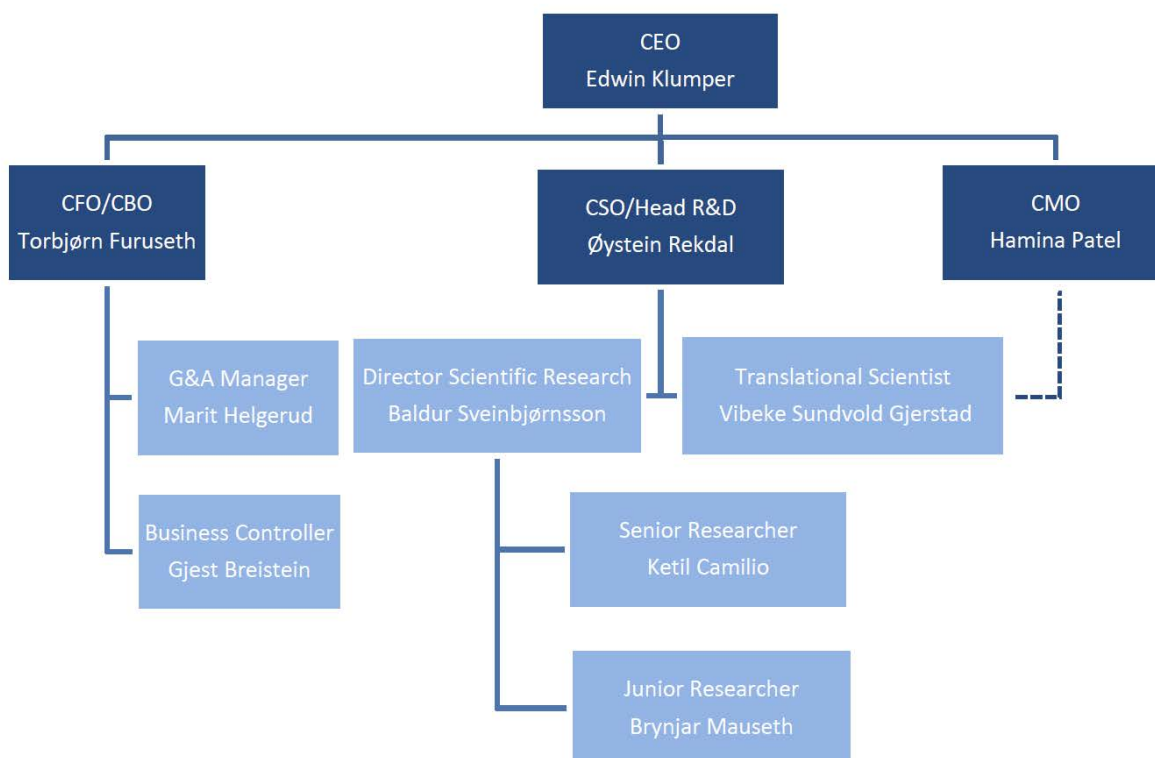 CEO
Edwin Klumper
CFO/CBO
Torbjørn Furuseth
CSO/Head R&D
Øystein Rekdal
CMO
Hamina Patel
G&A Manager
Marit Helgerud
Director Scientific Research
Baldur Sveinbjørnsson
Translational Scientist
Vibeke Sundvold Gjerstad
Business Controller
Gjest Breistein
Senior Researcher
Ketil Camilio
Junior Researcher
Brynjar Mauseth